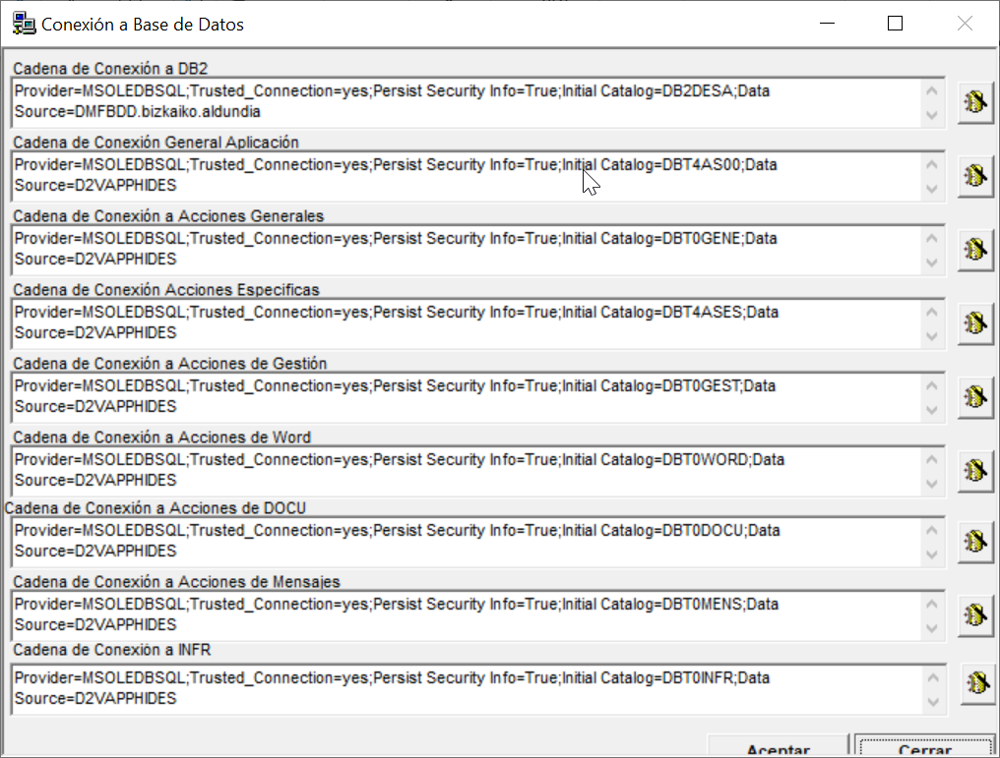 Conexión a Base de Datos
Cadena de Conexión a DB2
Provider=MSOLEDBSQL;Trusted_Connection=yes;Persist Security Info=True;Initial Catalog=DB2DESA;Data
Source=DMFBDD.bizkaiko.aldundia
Cadena de Conexión General Aplicación
Provider=MSOLEDBSQL;Trusted_Connection=yes;Persist Security Info=True;Initial Catalog=DBT4AS00;Data
Source=D2VAPPHIDES
Cadena de Conexión a Acciones Generales
Provider=MSOLEDBSQL;Trusted_Connection=yes;Persist Security Info=True;Initial Catalog=DBT0GENE;Data
Source=D2VAPPHIDES
Cadena de Conexión Acciones Especificas
Provider=MSOLEDBSQL;Trusted_Connection=yes;Persist Security Info=True;Initial Catalog=DBT4ASES;Data
Source=D2VAPPHIDES
Cadena de Conexión a Acciones de Gestión
Provider=MSOLEDBSQL;Trusted_Connection=yes;Persist Security Info=True;Initial Catalog=DBT0GEST;Data
Source=D2VAPPHIDES
Cadena de Conexión a Acciones de Word
Provider=MSOLEDBSQL;Trusted_Connection=yes;Persist Security Info=True;Initial Catalog=DBT0WORD;Data
Source=D2VAPPHIDES
Cadena de Conexión a Acciones de DOCU
Provider=MSOLEDBSQL;Trusted_Connection=yes;Persist Security Info=True;Initial Catalog=DBT0DOCU;Data
Source=D2VAPPHIDES
Cadena de Conexión a Acciones de Mensajes
Provider=MSOLEDBSQL;Trusted_Connection=yes;Persist Security Info=True;Initial Catalog=DBT0MENS;Data
Source=D2VAPPHIDES
Cadena de Conexión a INFR
Provider=MSOLEDBSQL;Trusted_Connection=yes;Persist Security Info=True;Initial Catalog=DBT0INFR;Data
Source=D2VAPPHIDES
Aceptar Cerrar